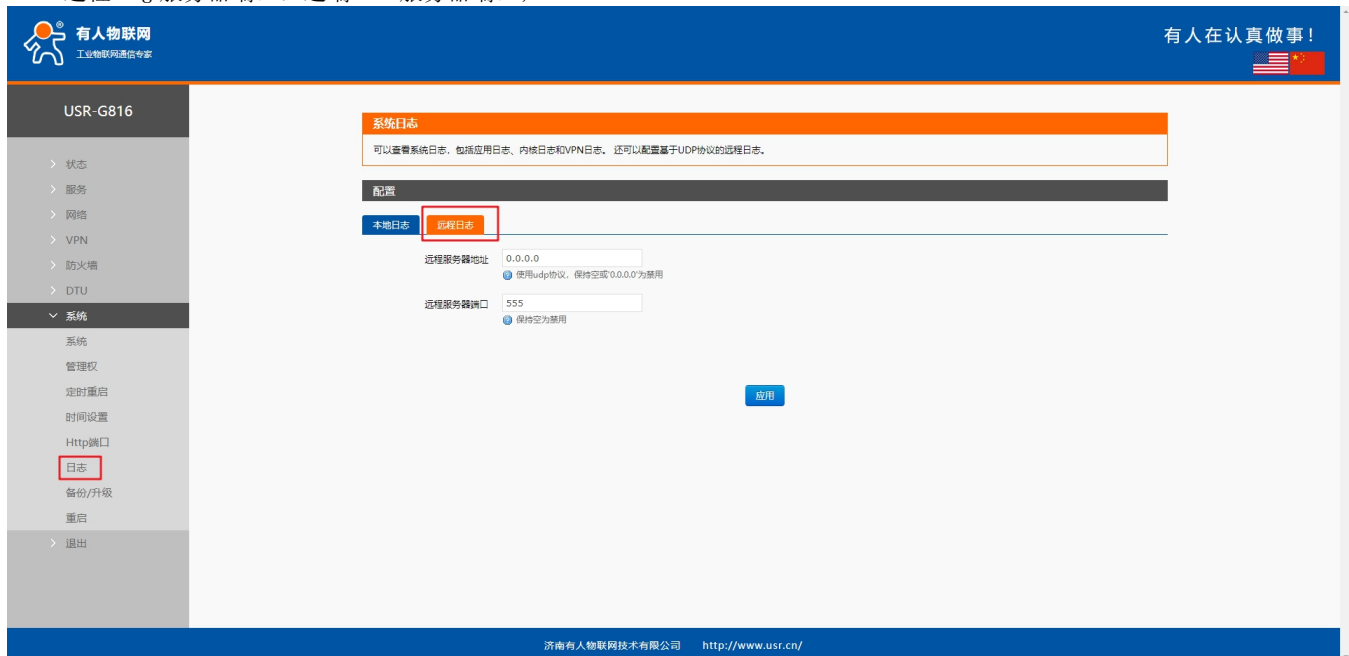 有人物联网
工业物联网通信专家
有人在认真做事！
USR-G816
状态
服务
网络
VPN
防火墙
DTU
系统
系统
管理权
定时重启
时间设置
Http端口
日志
备份/升级
重启
退出
系统日志
可以查看系统日志，包括应用日志、内核日志和VPN日志。 还可以配置基于UDP协议的远程日志。
配置
本地日志 远程日志
远程服务器地址 0.0.0.0
使用udp协议，保持空或'0.0.0.0'为禁用
远程服务器端口 555
保持空为禁用
应用
济南有人物联网技术有限公司 http://www.usr.cn/